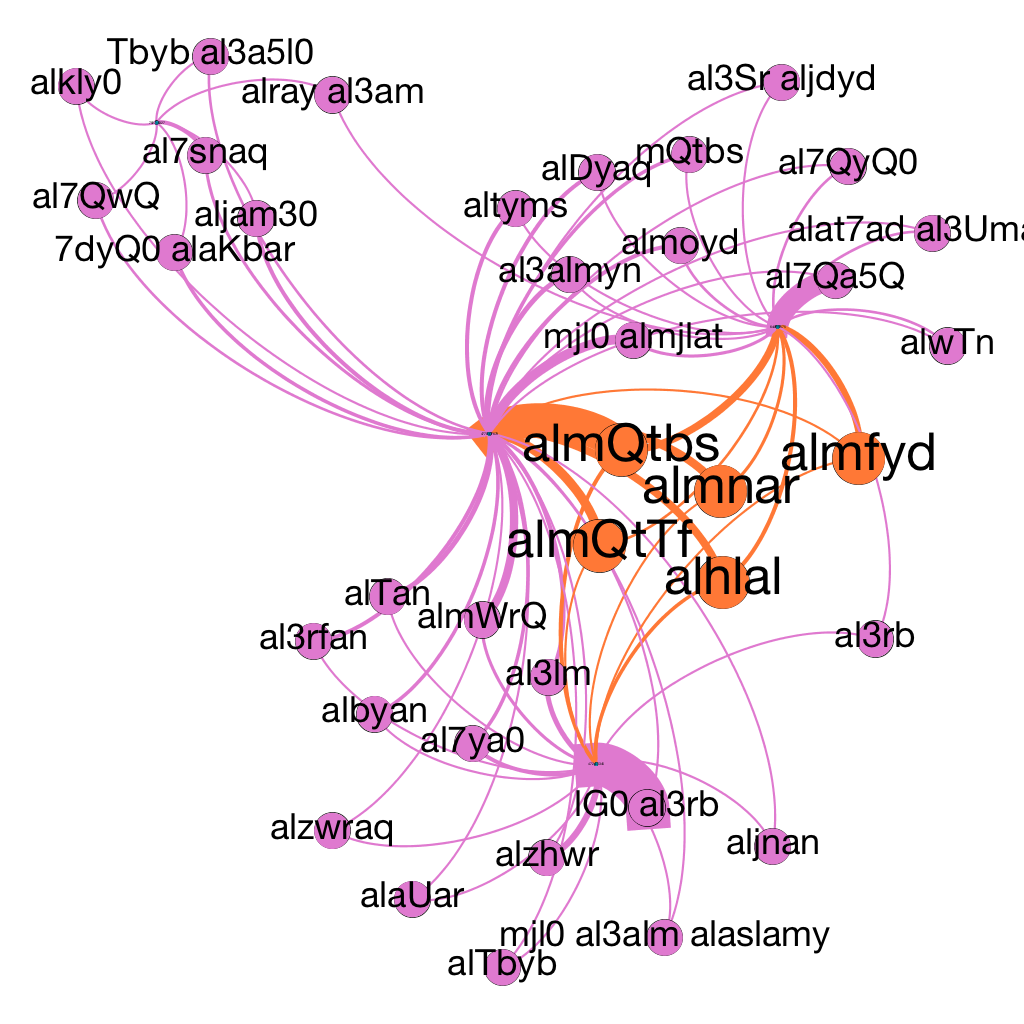 Tbyb al3a5l0
alkly0
alray al3am
al3Sr aljdyd
al7snaq
alDyaq
mQtbs
al7QyQ0
al7QwQ
aljam30
altyms
7dyQ0 alaKbar
almoyd
alat7ad al3Uma
al3almyn
al7Qa5Q
mjl0 almjlat
alwTn
almQtbs
almfyd
almnar
almQtTf
alhlal
alTan
almWrQ
al3rfan
al3rb
al3lm
albyan
al7ya0
lG0 al3rb
alzwraq
alzhwr
aljnan
alaUar
mjl0 al3alm alaslamy
alTbyb